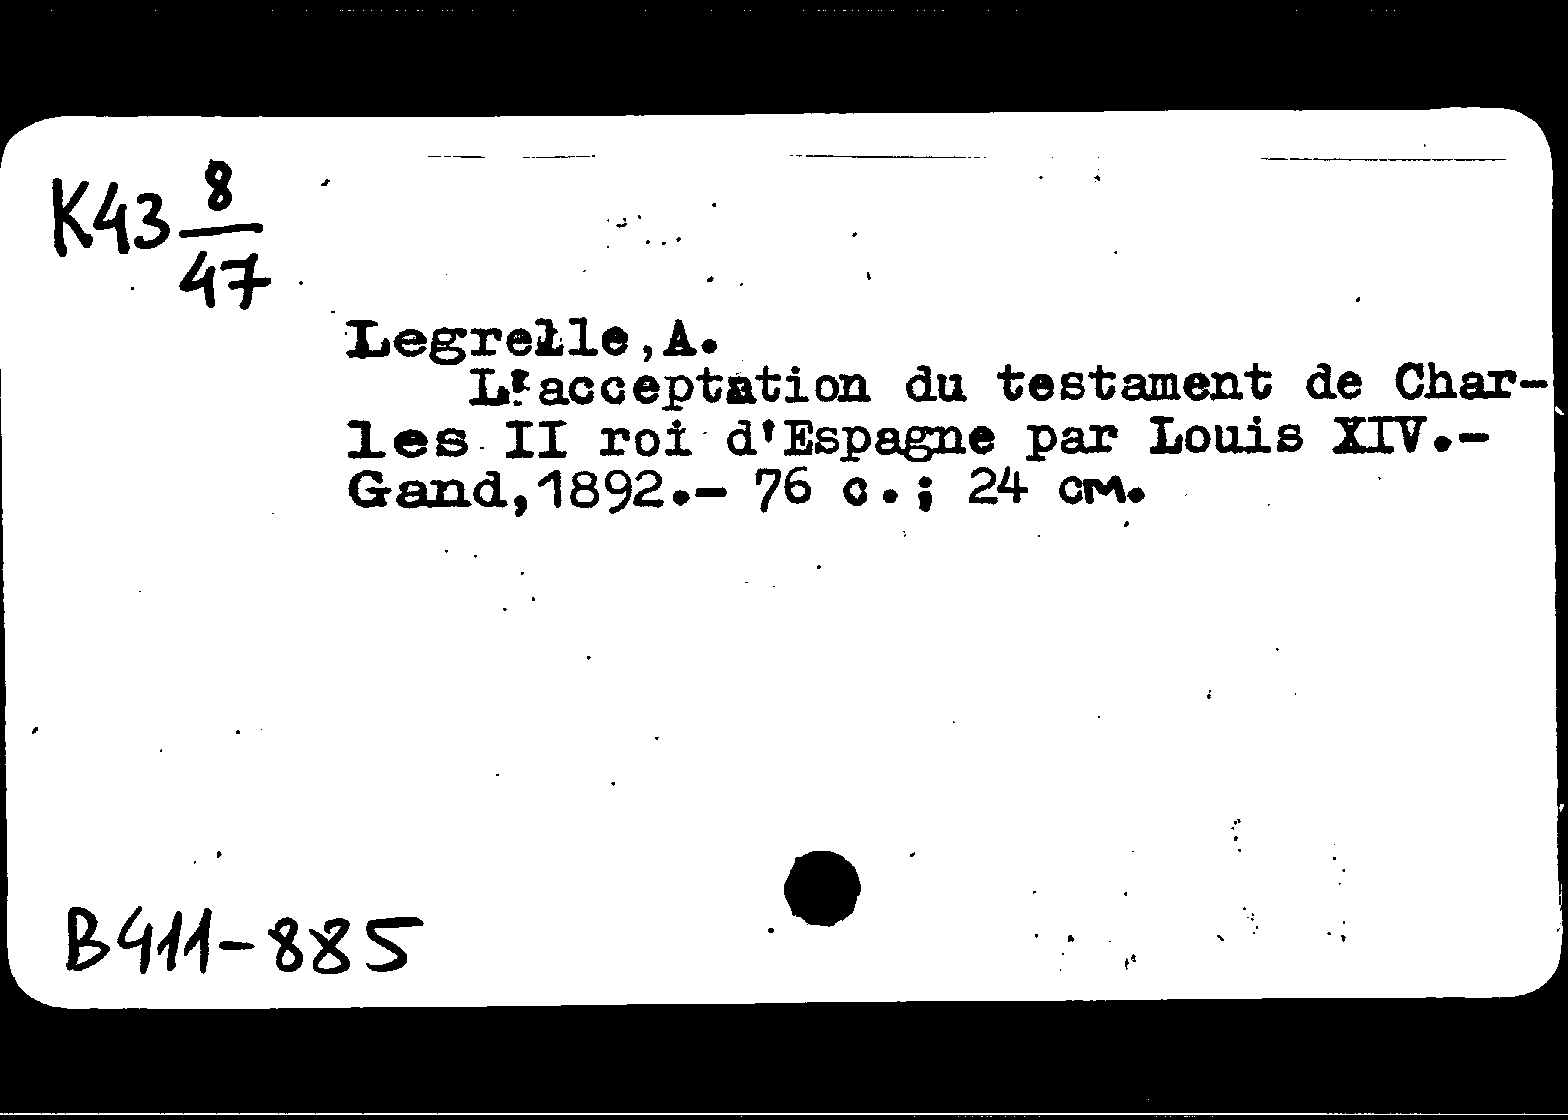 K43 8/47
Legrelle, A.
L'acceptation du testament de Char-
les II roi d'Espagne par Louis XIV.-
Gand, 1892.- 76 с.; 24 см.
B411-885